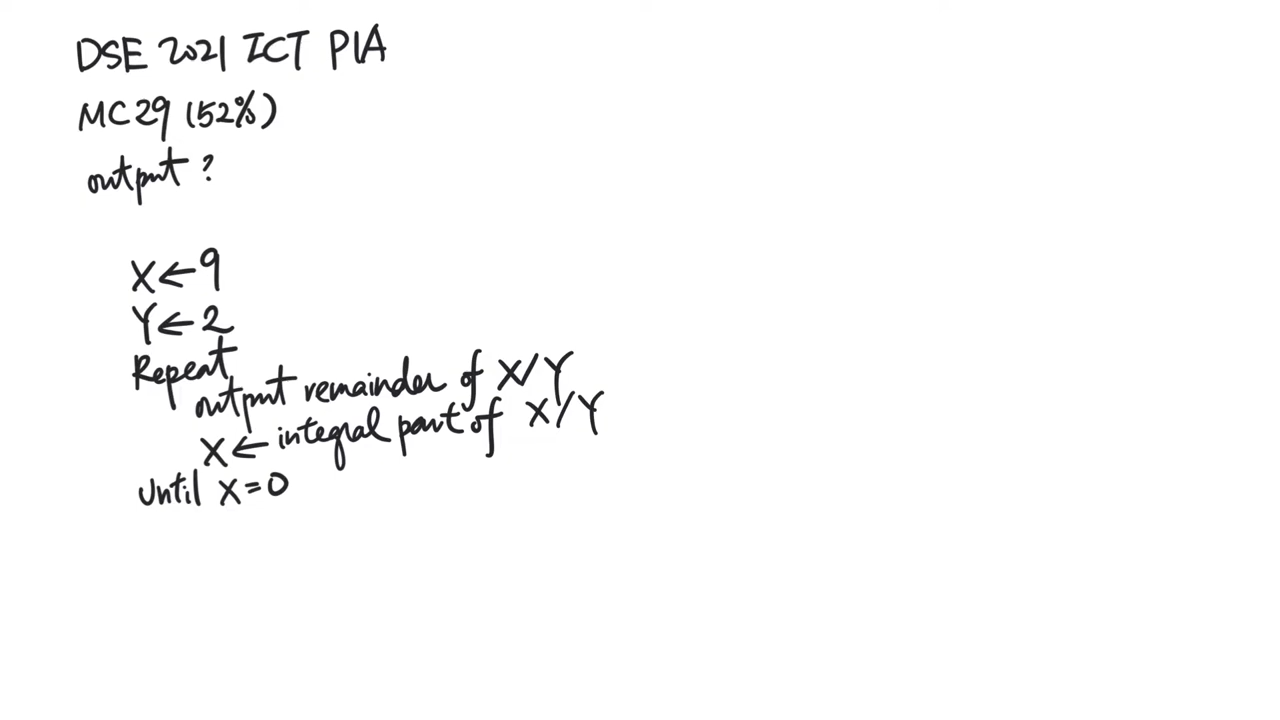 DSE 2021 ICT P1A
MC29 (52%)
output ?
X ← 9
Y ← 2
Repeat
output remainder of X/Y
X ← integral part of X/Y
Until X=0